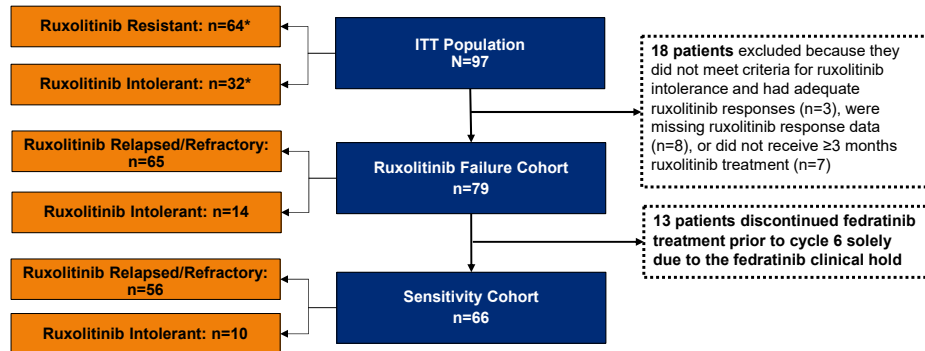 Ruxolitinib Resistant: n=64*
Ruxolitinib Intolerant: n=32*
ITT Population
N=97
18 patients excluded because they
did not meet criteria for ruxolitinib
intolerance and had adequate
ruxolitinib responses (n=3), were
missing ruxolitinib response data
(n=8), or did not receive ≥3 months
ruxolitinib treatment (n=7)
Ruxolitinib Relapsed/Refractory:
n=65
Ruxolitinib Intolerant: n=14
Ruxolitinib Failure Cohort
n=79
13 patients discontinued fedratinib
treatment prior to cycle 6 solely
due to the fedratinib clinical hold
Ruxolitinib Relapsed/Refractory:
n=56
Ruxolitinib Intolerant: n=10
Sensitivity Cohort
n=66